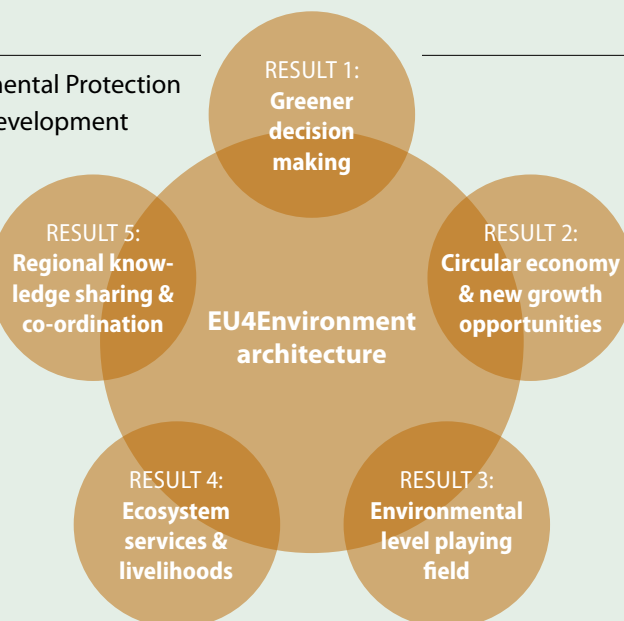 mental Protection
evelopment
RESULT 1:
Greener
decision
making
RESULT 5:
Regional know-
ledge sharing &
co-ordination
RESULT 2:
Circular economy
& new growth
opportunities
EU4Environment
architecture
RESULT 4:
Ecosystem
services &
livelihoods
RESULT 3:
Environmental
level playing
field